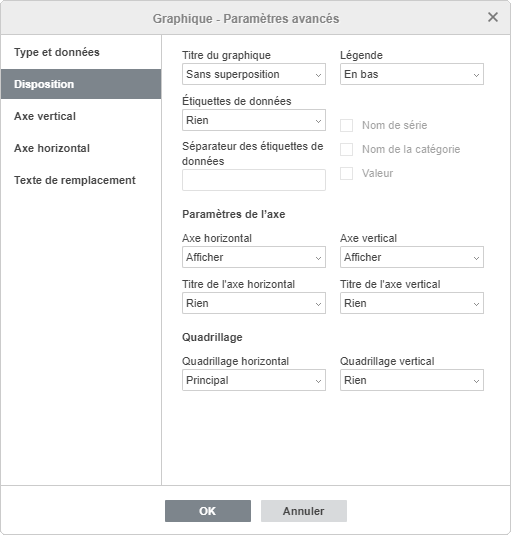 Graphique - Paramètres avancés
Type et données
Disposition
Axe vertical
Axe horizontal
Texte de remplacement
Titre du graphique
Légende
Sans superposition
En bas
Étiquettes de données
Rien
Nom de série
Séparateur des étiquettes de
données
Nom de la catégorie
Valeur
Paramètres de l'axe
Axe horizontal
Axe vertical
Afficher
Afficher
Titre de l'axe horizontal
Titre de l'axe vertical
Rien
Rien
Quadrillage
Quadrillage horizontal
Quadrillage vertical
Principal
Rien
OK
Annuler